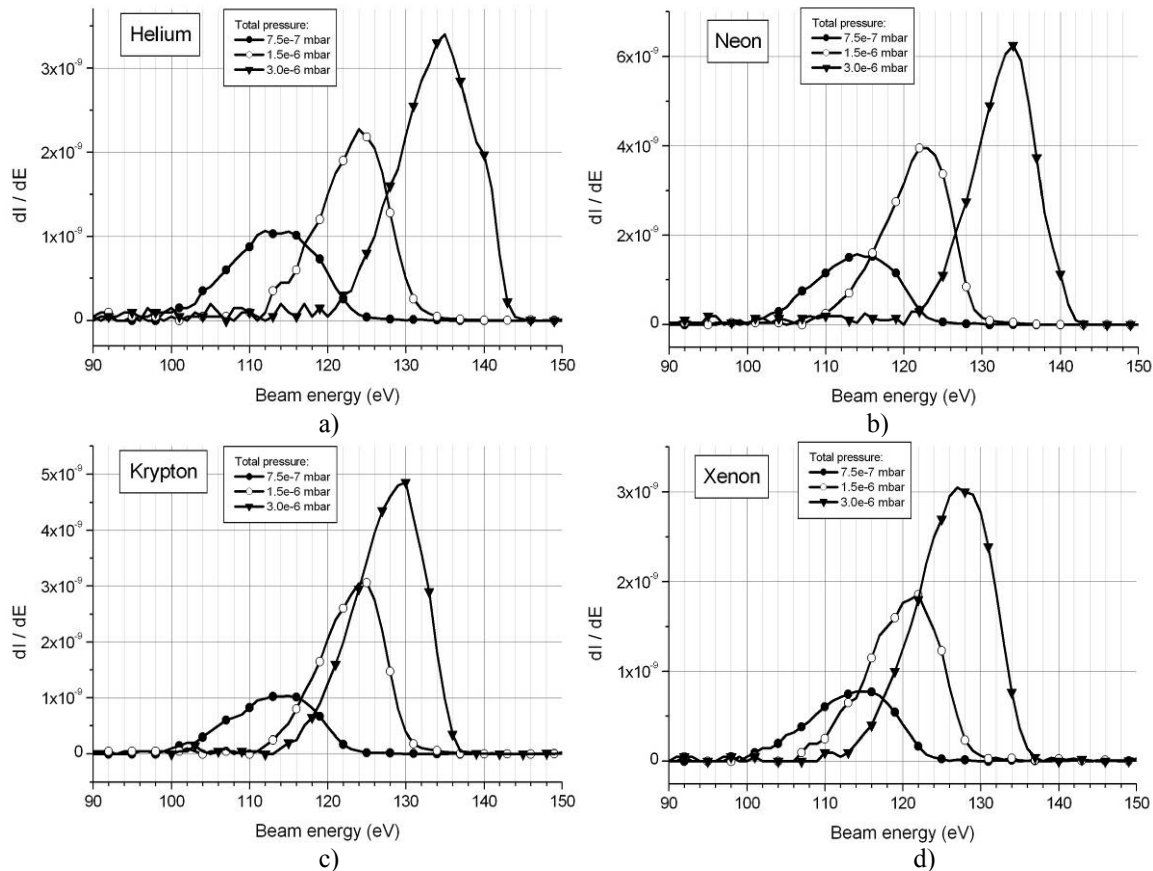 Helium
Total pressure:
7.5e-7 mbar
1.5e-6 mbar
3.0e-6 mbar
3x10⁻⁹
2x10⁻⁹
1x10⁻⁹
0
dI / dE
90 100 110 120 130 140 150
Beam energy (eV)
a)
Neon
Total pressure:
7.5e-7 mbar
1.5e-6 mbar
3.0e-6 mbar
6x10⁻⁹
4x10⁻⁹
2x10⁻⁹
0
dI / dE
90 100 110 120 130 140 150
Beam energy (eV)
b)
Krypton
Total pressure:
7.5e-7 mbar
1.5e-6 mbar
3.0e-6 mbar
5x10⁻⁹
4x10⁻⁹
3x10⁻⁹
2x10⁻⁹
1x10⁻⁹
0
dI / dE
90 100 110 120 130 140 150
Beam energy (eV)
c)
Xenon
Total pressure:
7.5e-7 mbar
1.5e-6 mbar
3.0e-6 mbar
3x10⁻⁹
2x10⁻⁹
1x10⁻⁹
0
dI / dE
90 100 110 120 130 140 150
Beam energy (eV)
d)